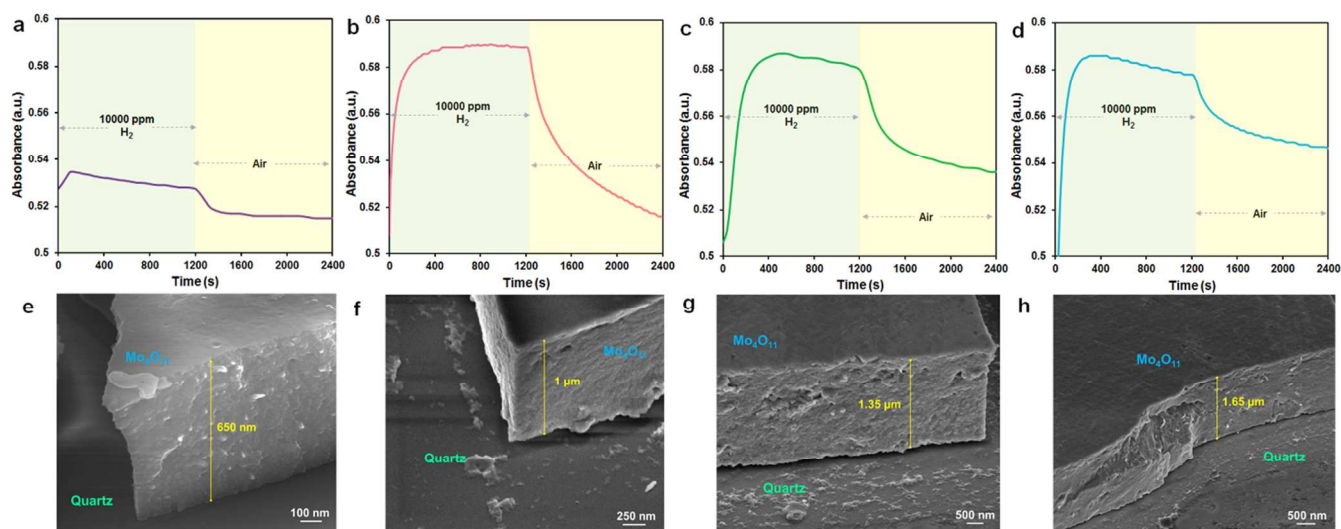 a
0.6
0.58
0.56
0.54
0.52
0.5
Absorbance (a.u.)
10000 ppm
H2
Air
0 400 800 1200 1600 2000 2400
Time (s)
b
0.6
0.58
0.56
0.54
0.52
0.5
Absorbance (a.u.)
10000 ppm
H2
Air
0 400 800 1200 1600 2000 2400
Time (s)
c
0.6
0.58
0.56
0.54
0.52
0.5
Absorbance (a.u.)
10000 ppm
H2
Air
0 400 800 1200 1600 2000 2400
Time (s)
d
0.6
0.58
0.56
0.54
0.52
0.5
Absorbance (a.u.)
10000 ppm
H2
Air
0 400 800 1200 1600 2000 2400
Time (s)
e
Mo4O11
650 nm
Quartz
100 nm
f
Mo4O11
1 µm
Quartz
250 nm
g
Mo4O11
1.35 µm
Quartz
500 nm
h
Mo4O11
1.65 µm
Quartz
500 nm